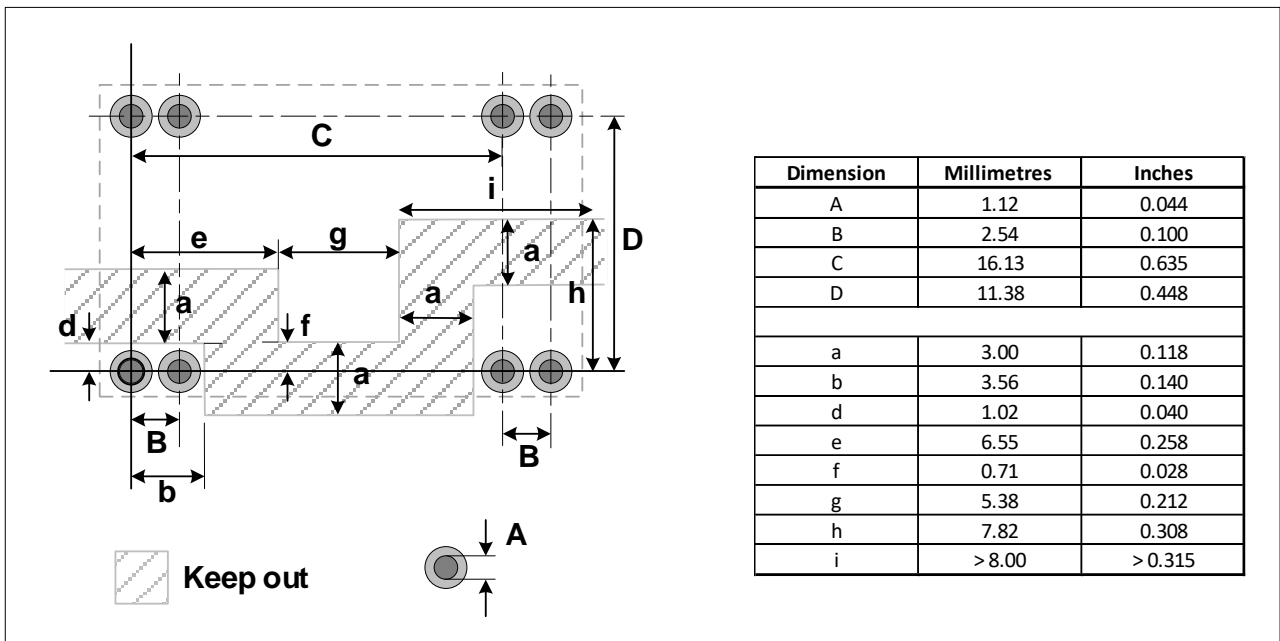 C
i
D
e
g
a
h
a
a
d
f
a
B
B
b
A
Keep out
Dimension Millimetres Inches
A 1.12 0.044
B 2.54 0.100
C 16.13 0.635
D 11.38 0.448
a 3.00 0.118
b 3.56 0.140
d 1.02 0.040
e 6.55 0.258
f 0.71 0.028
g 5.38 0.212
h 7.82 0.308
i > 8.00 > 0.315